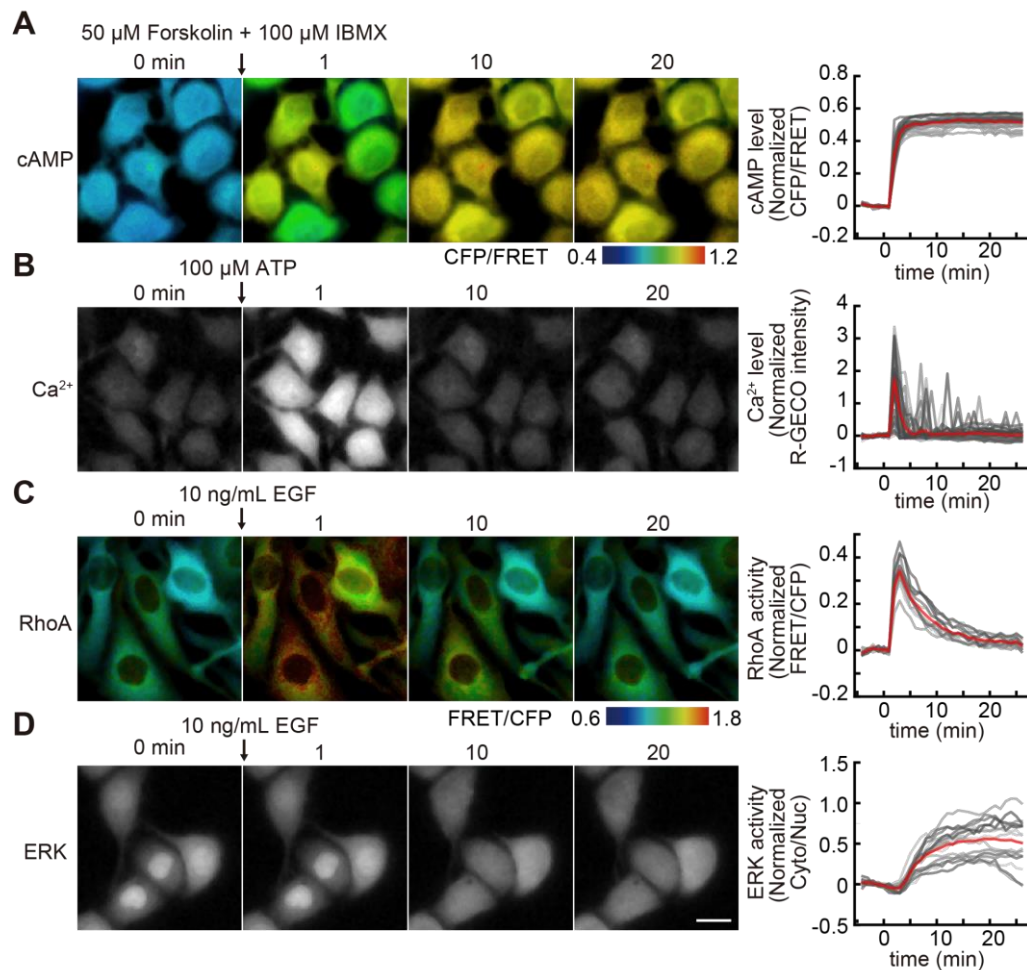 A
50 μM Forskolin + 100 μM IBMX
0 min 1 10 20
cAMP
CFP/FRET 0.4 1.2
cAMP level
(Normalized
CFP/FRET)
0.8
0.6
0.4
0.2
0
-0.2
0 10 20
time (min)
B
100 μM ATP
0 min 1 10 20
Ca²⁺
Ca²⁺ level
(Normalized
R-GECO intensity)
4
3
2
1
0
-1
0 10 20
time (min)
C
10 ng/mL EGF
0 min 1 10 20
RhoA
FRET/CFP 0.6 1.8
RhoA activity
(Normalized
FRET/CFP)
0.4
0.2
0
-0.2
0 10 20
time (min)
D
10 ng/mL EGF
0 min 1 10 20
ERK
ERK activity
(Normalized
Cyto/Nuc)
1.5
1.0
0.5
0
-0.5
0 10 20
time (min)